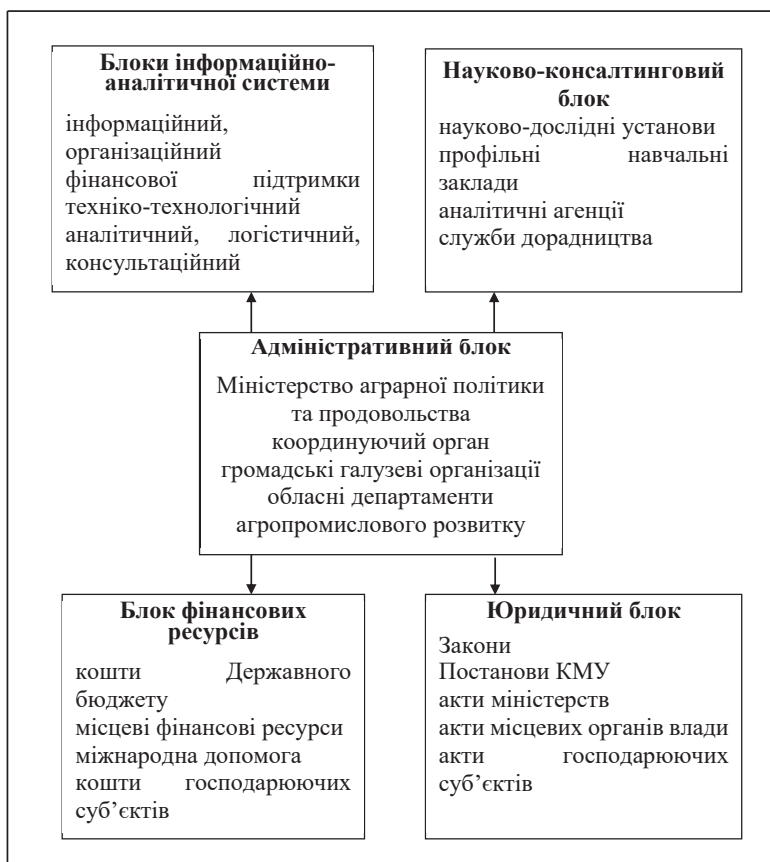 Блоки інформаційно-
аналітичної системи
інформаційний,
організаційний
фінансової підтримки
техніко-технологічний
аналітичний, логістичний,
консультаційний
Науково-консалтинговий
блок
науково-дослідні установи
профільні навчальні
заклади
аналітичні агенції
служби дорадництва
Адміністративний блок
Міністерство аграрної політики
та продовольства
координуючий орган
громадські галузеві організації
обласні департаменти
агропромислового розвитку
Блок фінансових
ресурсів
кошти Державного
бюджету
місцеві фінансові ресурси
міжнародна допомога
кошти господарюючих
суб’єктів
Юридичний блок
Закони
Постанови КМУ
акти міністерств
акти місцевих органів влади
акти господарюючих
суб’єктів